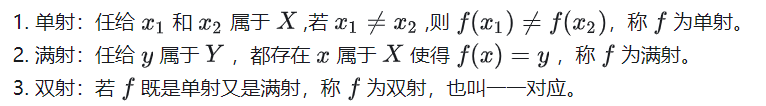 1. 单射：任给 x₁ 和 x₂ 属于 X ,若 x₁ ≠ x₂ ,则 f(x₁) ≠ f(x₂)，称 f 为单射。
2. 满射：任给 y 属于 Y ，都存在 x 属于 X 使得 f(x) = y ，称 f 为满射。
3. 双射：若 f 既是单射又是满射，称 f 为双射，也叫一一对应。